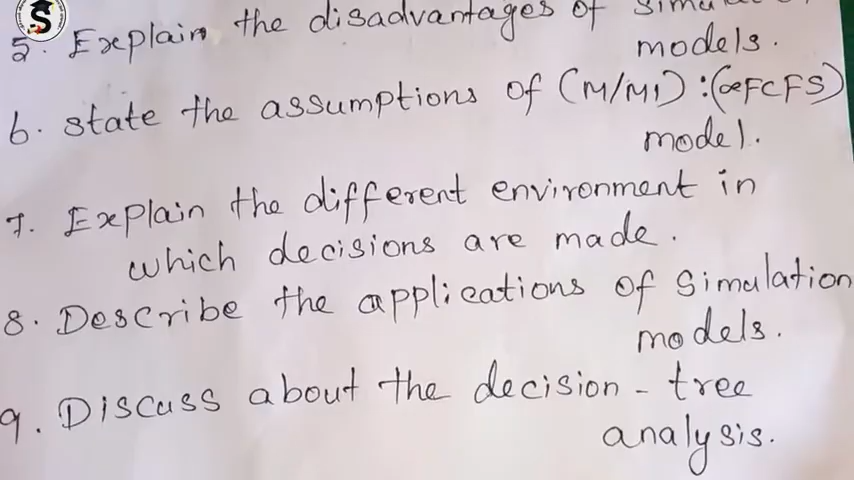 5. Explain the disadvantages of simulation
models.
6. state the assumptions of (M/M1) : (∞FCFS)
model.
7. Explain the different environment in
which decisions are made.
8. Describe the applications of simulation
models.
9. Discuss about the decision - tree
analysis.